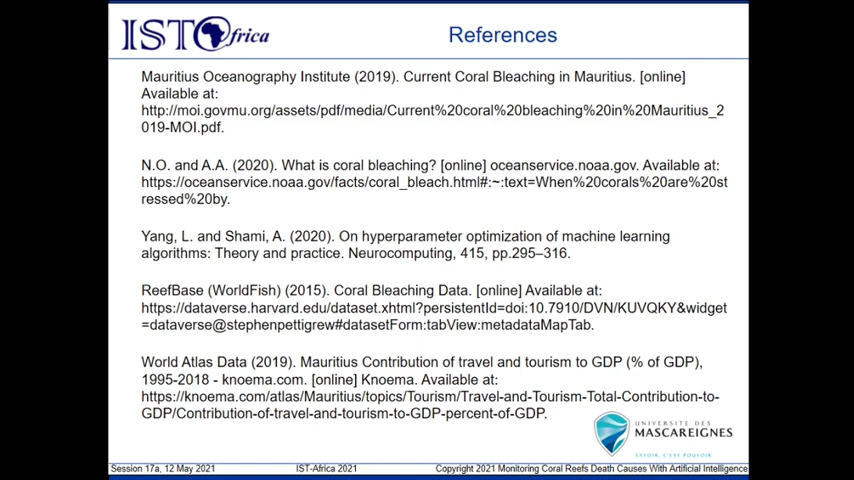 IST Africa
References
Mauritius Oceanography Institute (2019). Current Coral Bleaching in Mauritius. [online]
Available at:
http://moi.govmu.org/assets/pdf/media/Current%20coral%20bleaching%20in%20Mauritius_2
019-MOI.pdf.
N.O. and A.A. (2020). What is coral bleaching? [online] oceanservice.noaa.gov. Available at:
https://oceanservice.noaa.gov/facts/coral_bleach.html#:~:text=When%20corals%20are%20st
ressed%20by.
Yang, L. and Shami, A. (2020). On hyperparameter optimization of machine learning
algorithms: Theory and practice. Neurocomputing, 415, pp.295–316.
ReefBase (WorldFish) (2015). Coral Bleaching Data. [online] Available at:
https://dataverse.harvard.edu/dataset.xhtml?persistentId=doi:10.7910/DVN/KUVQKY&widget
=dataverse@stephenpettigrew#datasetForm:tabView:metadataMapTab.
World Atlas Data (2019). Mauritius Contribution of travel and tourism to GDP (% of GDP),
1995-2018 - knoema.com. [online] Knoema. Available at:
https://knoema.com/atlas/Mauritius/topics/Tourism/Travel-and-Tourism-Total-Contribution-to-
GDP/Contribution-of-travel-and-tourism-to-GDP-percent-of-GDP.
UNIVERSITÉ DES
MASCAREIGNES
SAVOIR, C'EST POUVOIR
Session 17a, 12 May 2021
IST-Africa 2021
Copyright 2021 Monitoring Coral Reefs Death Causes With Artificial Intelligence